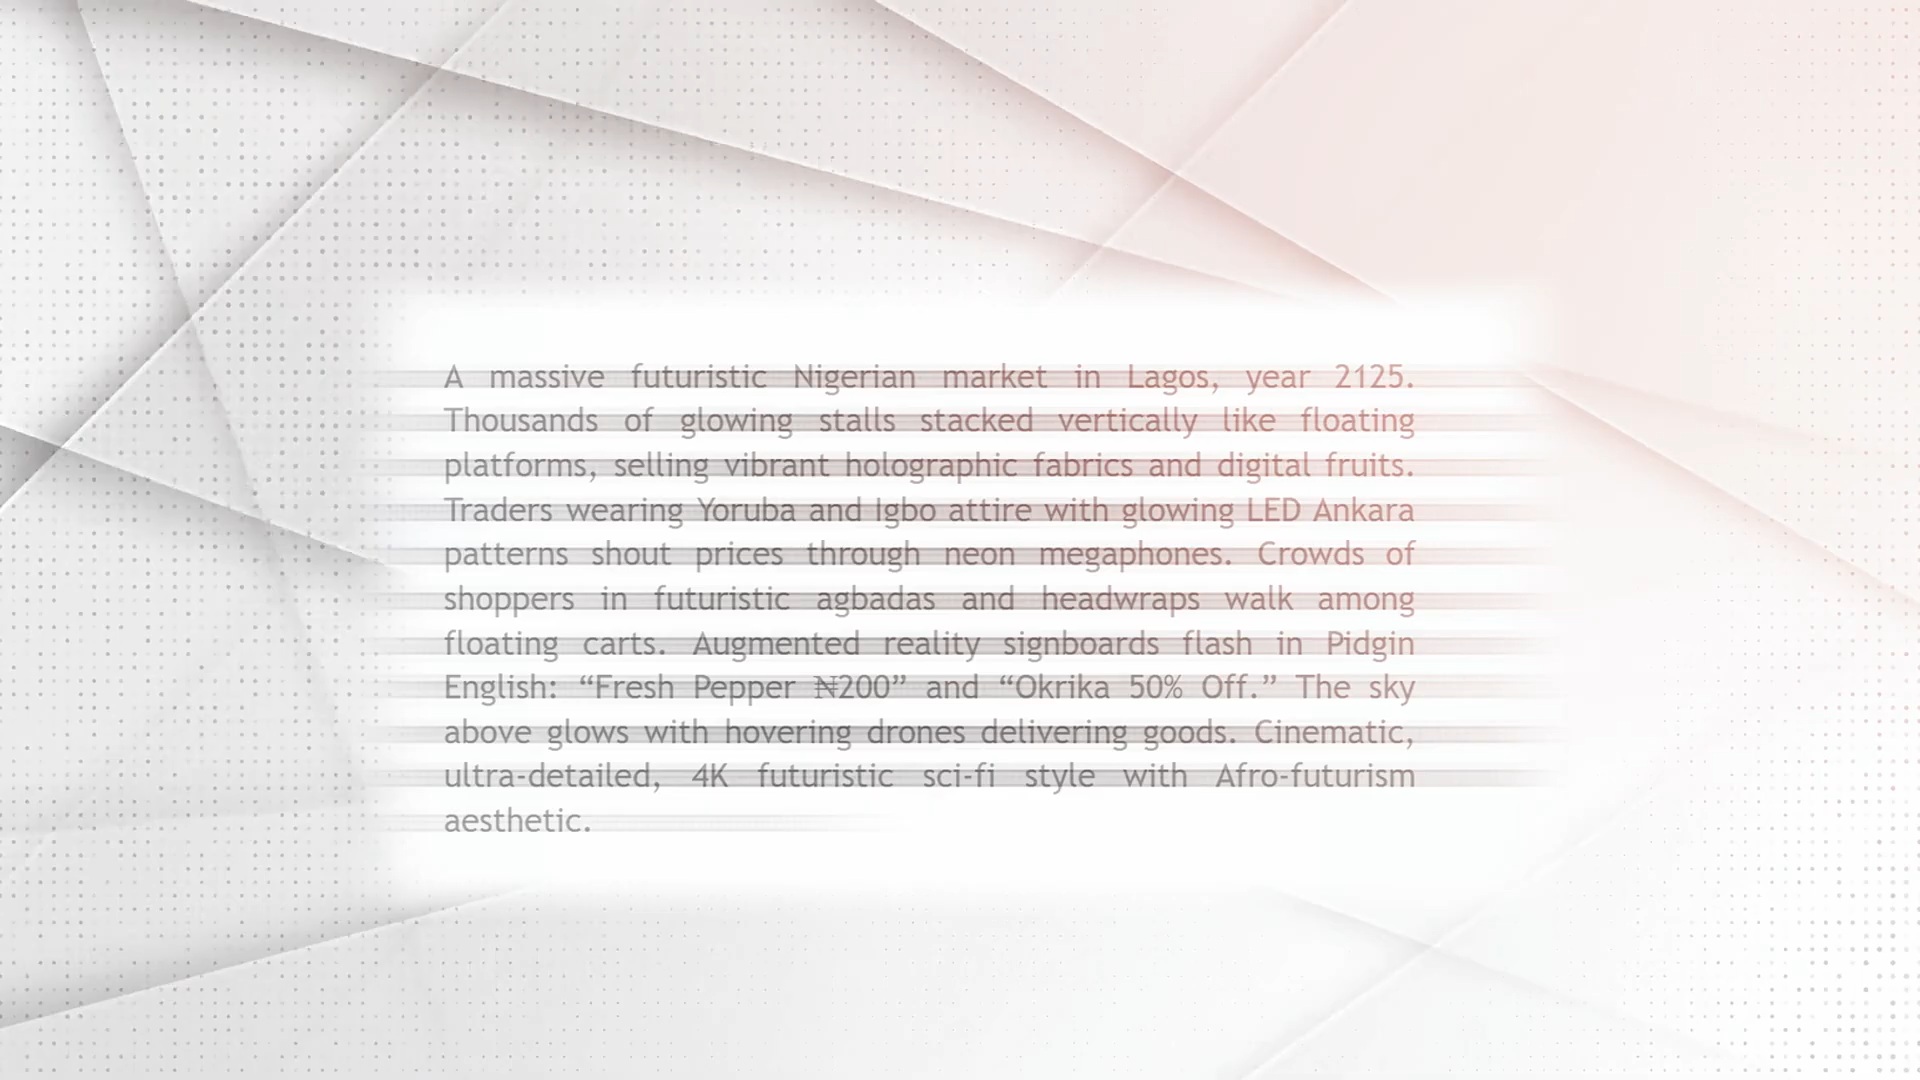 A massive futuristic Nigerian market in Lagos, year 2125.
Thousands of glowing stalls stacked vertically like floating
platforms, selling vibrant holographic fabrics and digital fruits.
Traders wearing Yoruba and Igbo attire with glowing LED Ankara
patterns shout prices through neon megaphones. Crowds of
shoppers in futuristic agbadas and headwraps walk among
floating carts. Augmented reality signboards flash in Pidgin
English: “Fresh Pepper ₦200” and “Okrika 50% Off.” The sky
above glows with hovering drones delivering goods. Cinematic,
ultra-detailed, 4K futuristic sci-fi style with Afro-futurism
aesthetic.